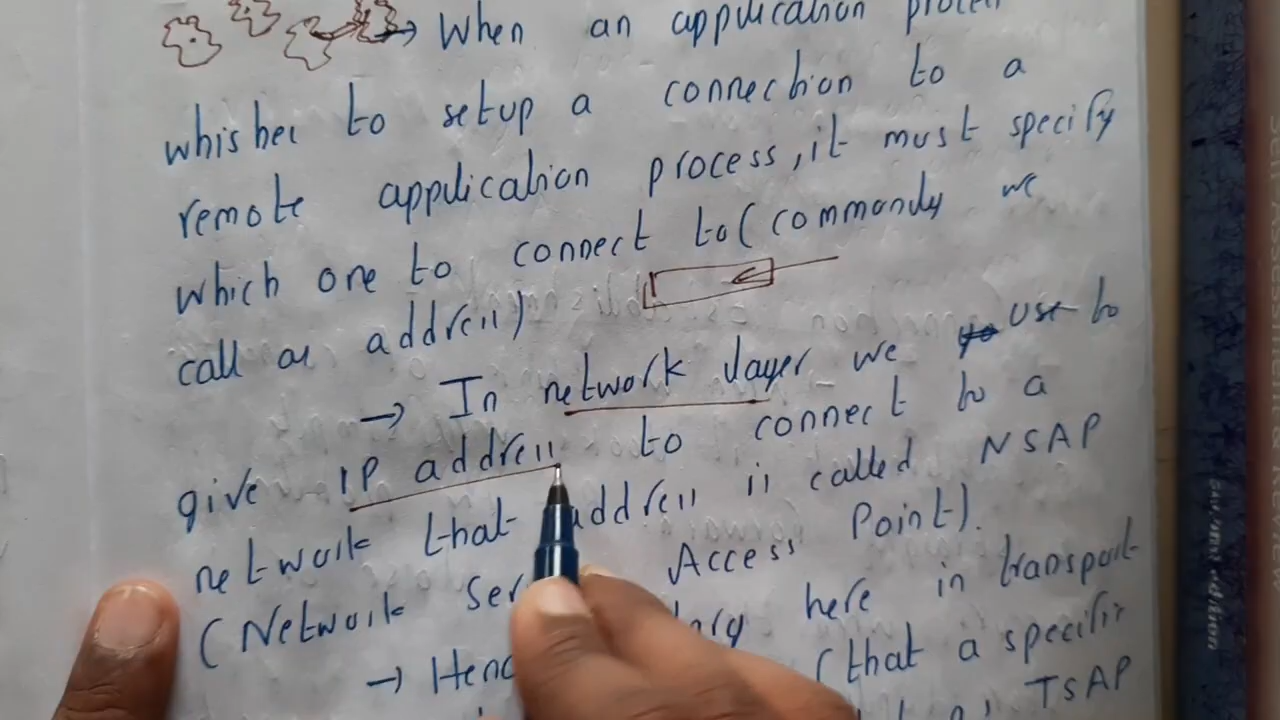 → When an application process
whisher to setup a connection to a
remote application process, it must specify
which one to connect to (commonly we
call as address)
→ In network layer we use to
give IP address to connect to a
network that address is called NSAP
(Network Access Point).
→ here in transport
(that a specific
TSAP